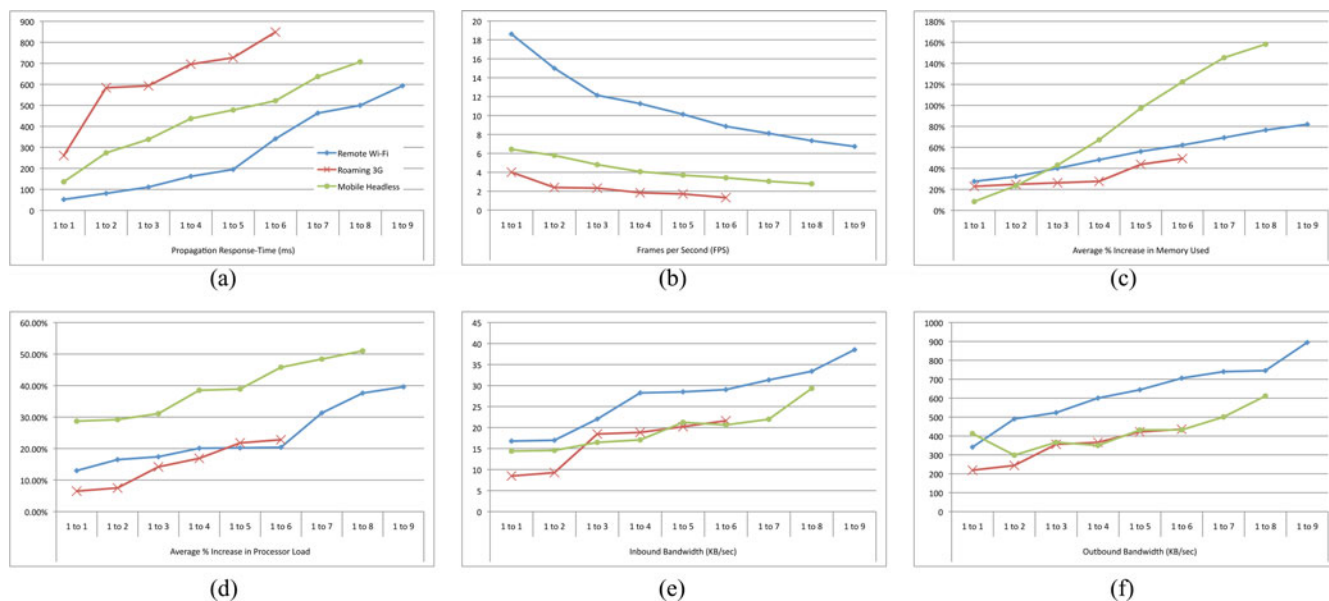 900
800
700
600
500
400
300
200
100
0
Remote Wi-Fi
Roaming 3G
Mobile Headless
1 to 1 1 to 2 1 to 3 1 to 4 1 to 5 1 to 6 1 to 7 1 to 8 1 to 9
Propagation Response-Time (ms)
(a)
20
18
16
14
12
10
8
6
4
2
0
1 to 1 1 to 2 1 to 3 1 to 4 1 to 5 1 to 6 1 to 7 1 to 8 1 to 9
Frames per Second (FPS)
(b)
180%
160%
140%
120%
100%
80%
60%
40%
20%
0%
1 to 1 1 to 2 1 to 3 1 to 4 1 to 5 1 to 6 1 to 7 1 to 8 1 to 9
Average % Increase in Memory Used
(c)
60.00%
50.00%
40.00%
30.00%
20.00%
10.00%
0.00%
1 to 1 1 to 2 1 to 3 1 to 4 1 to 5 1 to 6 1 to 7 1 to 8 1 to 9
Average % Increase in Processor Load
(d)
45
40
35
30
25
20
15
10
5
0
1 to 1 1 to 2 1 to 3 1 to 4 1 to 5 1 to 6 1 to 7 1 to 8 1 to 9
Inbound Bandwidth (KB/sec)
(e)
1000
900
800
700
600
500
400
300
200
100
0
1 to 1 1 to 2 1 to 3 1 to 4 1 to 5 1 to 6 1 to 7 1 to 8 1 to 9
Outbound Bandwidth (KB/sec)
(f)